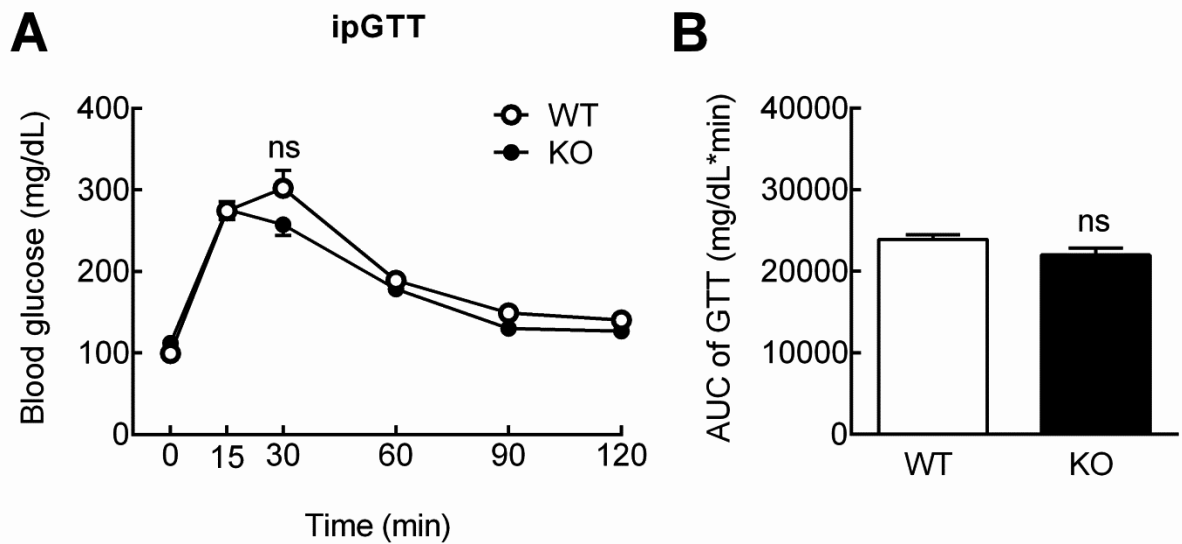 A
ipGTT
Blood glucose (mg/dL)
400
300
200
100
0
ns
WT
KO
0 15 30 60 90 120
Time (min)
B
AUC of GTT (mg/dL*min)
40000
30000
20000
10000
0
ns
WT KO